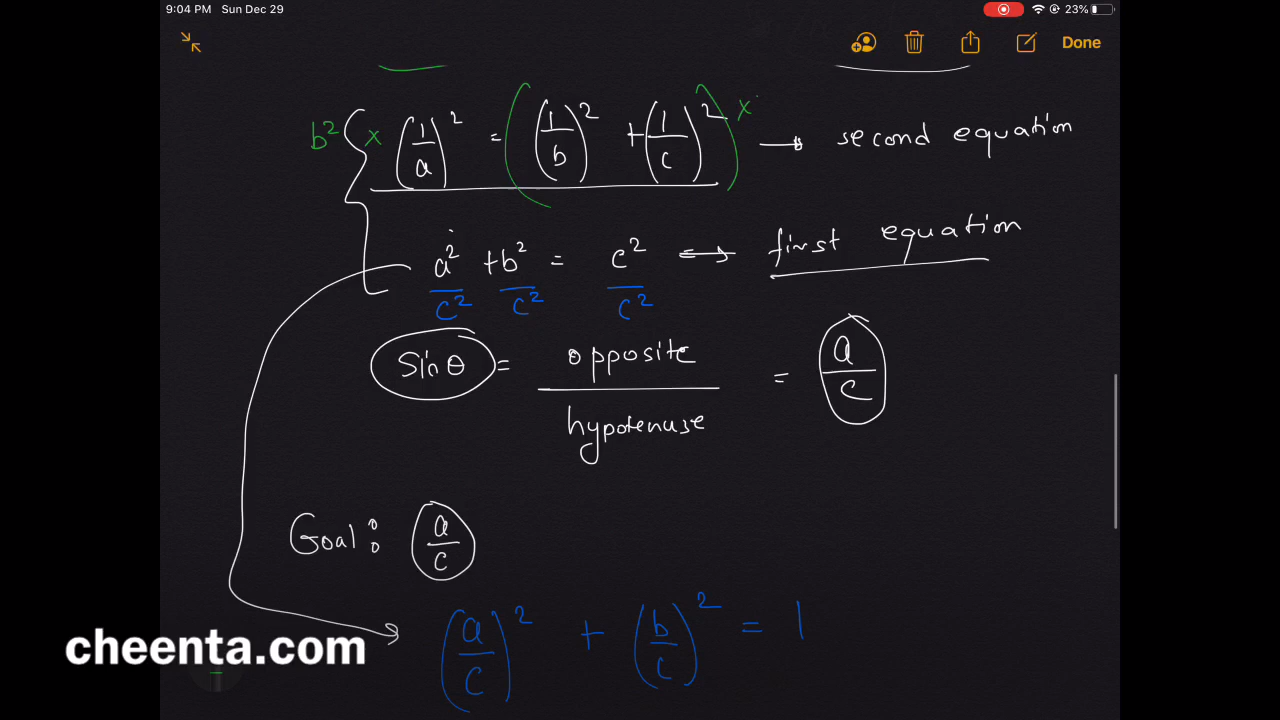 9:04 PM Sun Dec 29 23%
Done
b² × (1/a)² = ((1/b)² + (1/c)²) × → second equation
a² + b² = c² → first equation
c² c² c²
Sinθ = opposite/hypotenuse = a/c
Goal: a/c
(a/c)² + (b/c)² = 1
cheenta.com